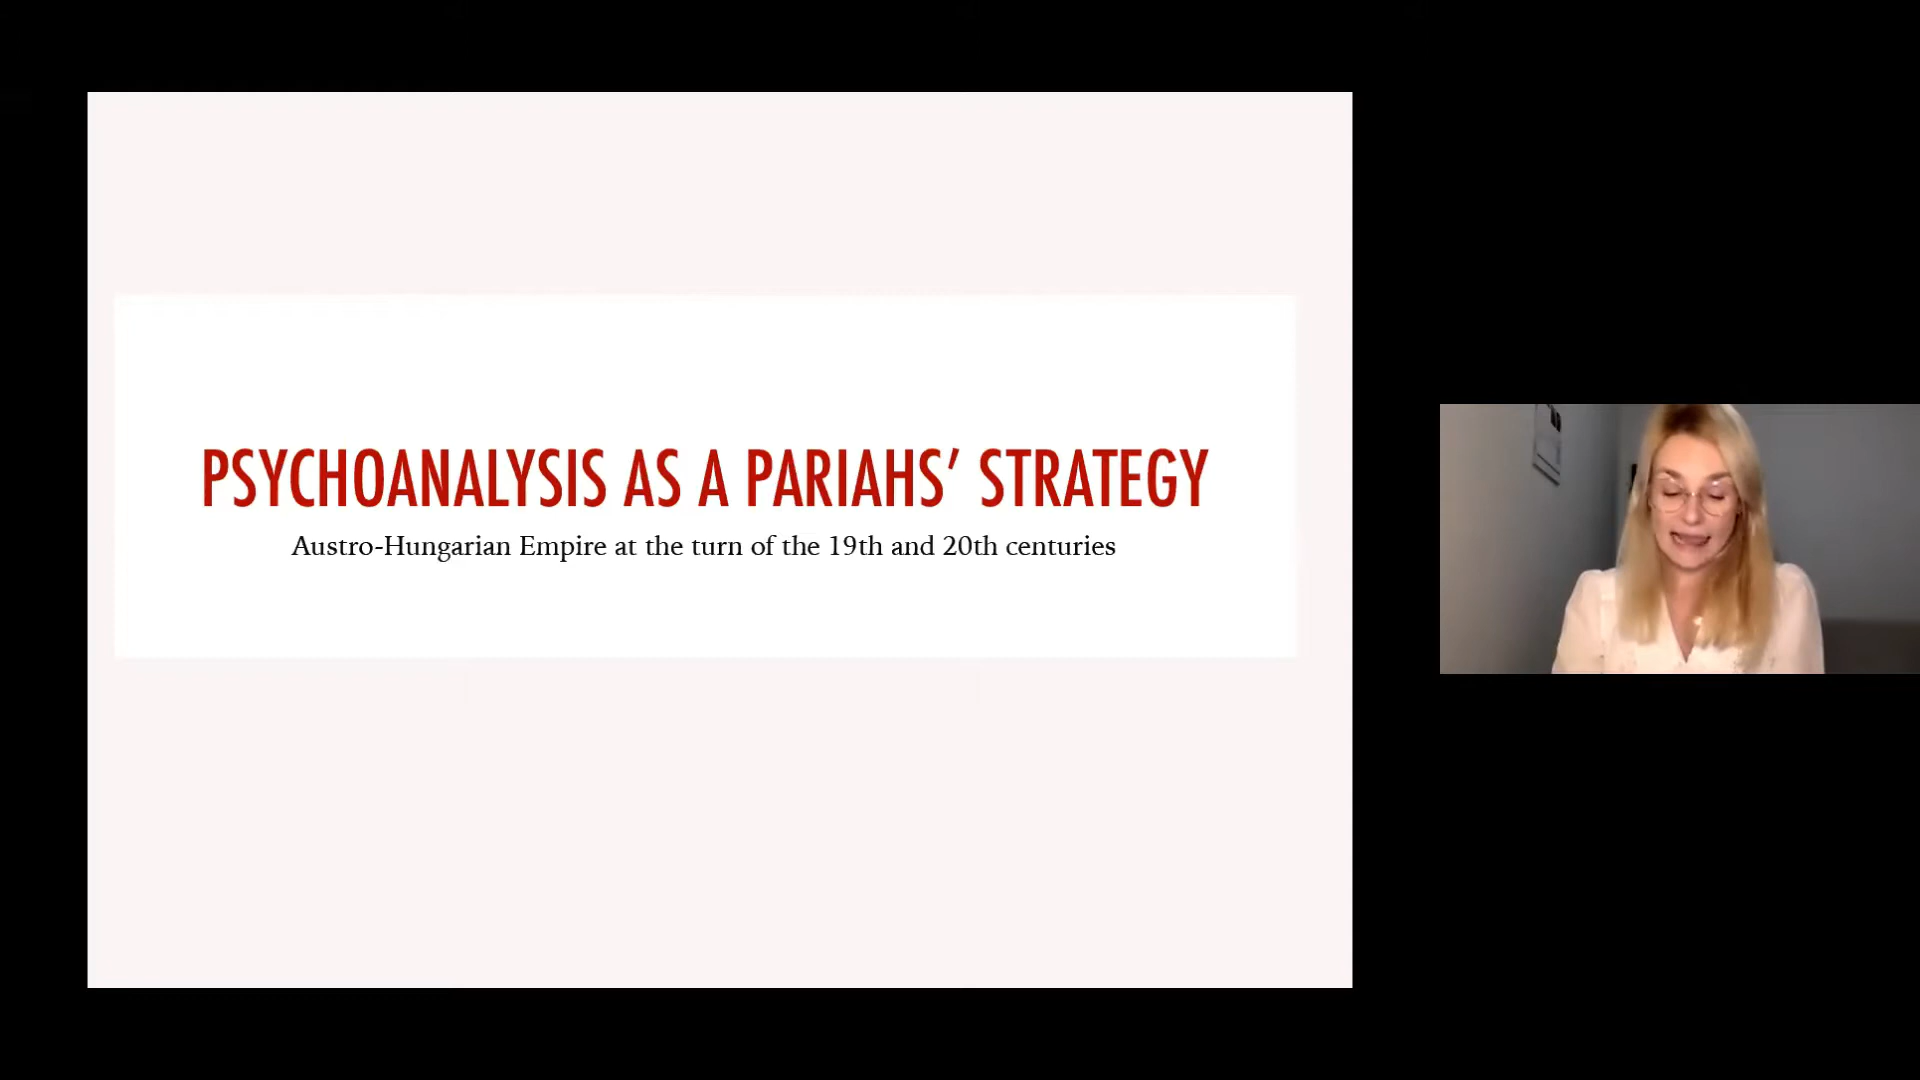 PSYCHOANALYSIS AS A PARIAHS’ STRATEGY
Austro-Hungarian Empire at the turn of the 19th and 20th centuries